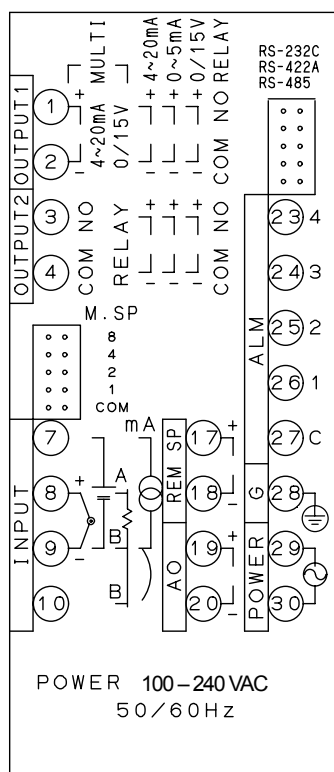 OUTPUT1
1
2
4~20mA
0/15V
MULTI
+
-
4~20mA
+
-
0~5mA
+
-
0/15V
+
-
RELAY
NO
COM
RS-232C
RS-422A
RS-485
OUTPUT2
3
4
NO
COM
RELAY
+
-
+
-
+
-
NO
COM
M.SP
8
4
2
1
COM
ALM
23 4
24 3
25 2
26 1
27 C
INPUT
7
8 +
9 -
10
A
B
B
mA
REM SP
17 +
18 -
AO
19 +
20 -
G
28
POWER
29
30
POWER 100–240 VAC
50/60Hz